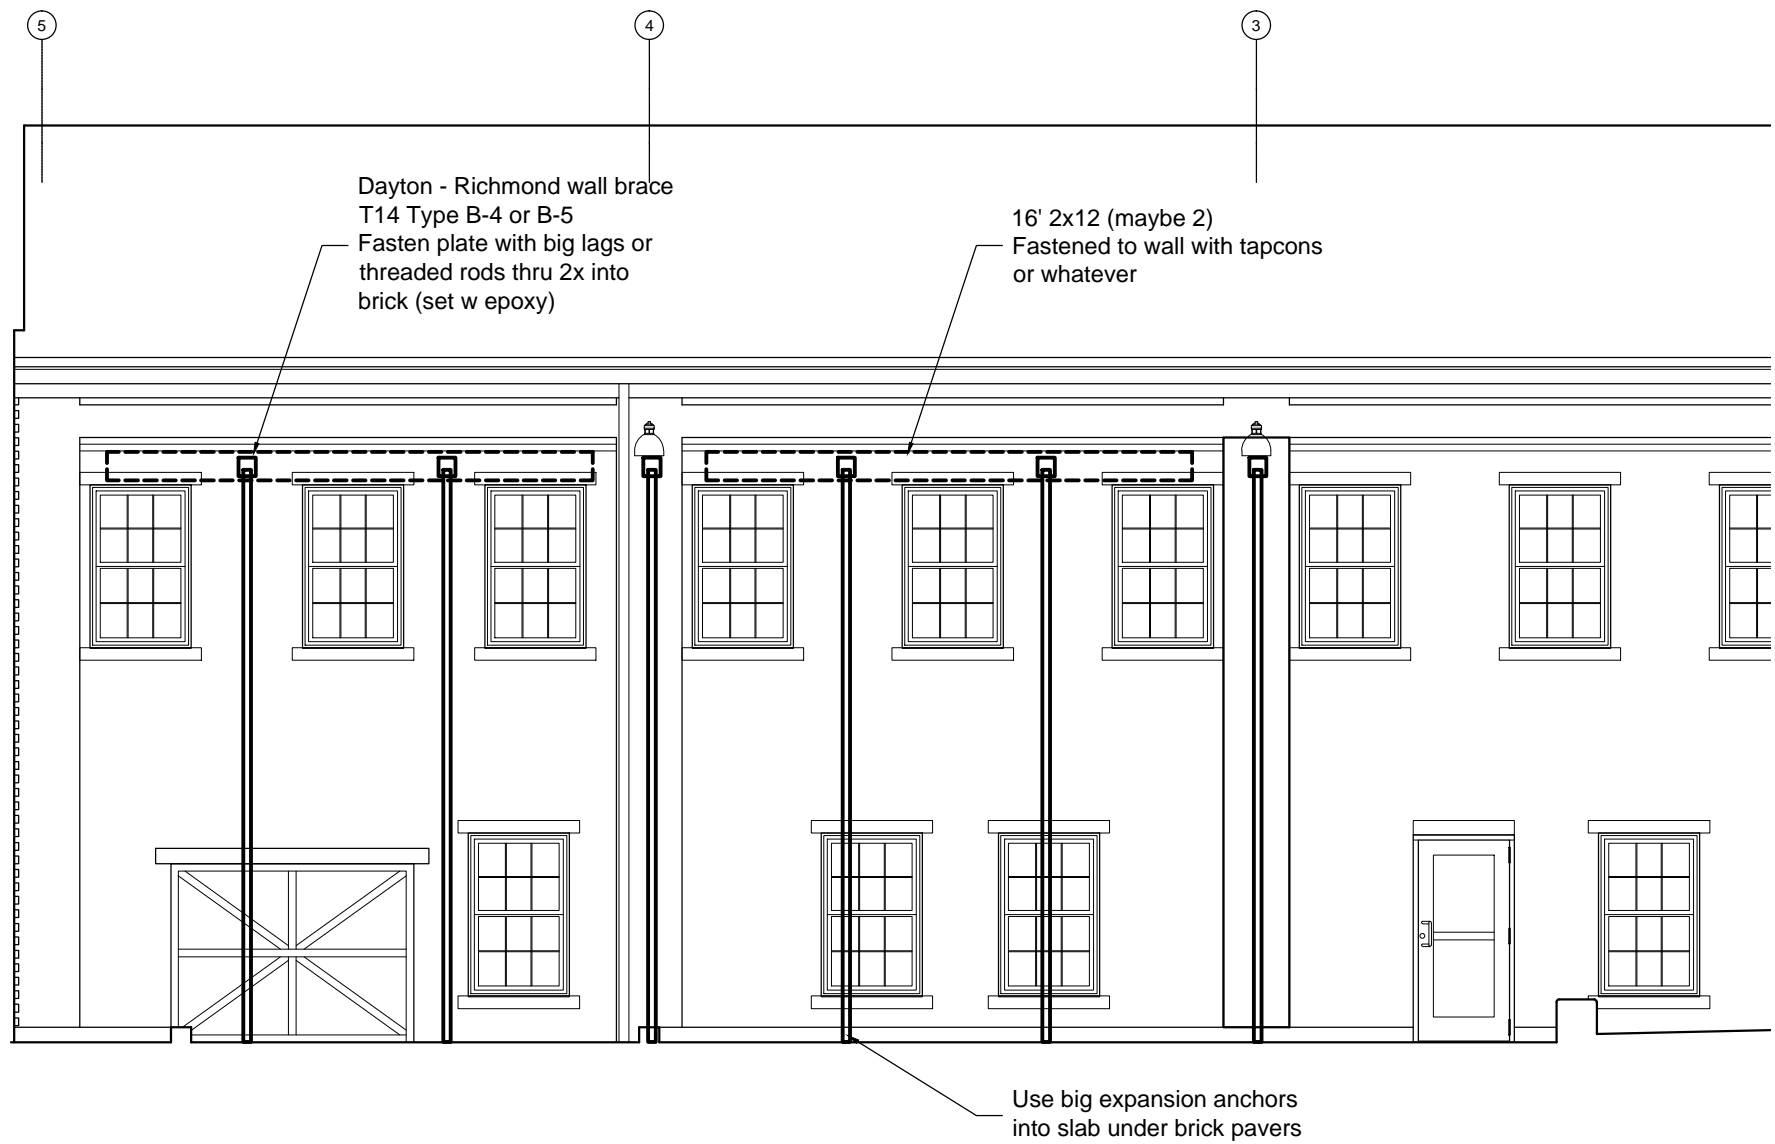 5
4
3
Dayton - Richmond wall brace
T14 Type B-4 or B-5
Fasten plate with big lags or
threaded rods thru 2x into
brick (set w epoxy)
16' 2x12 (maybe 2)
Fastened to wall with tapcons
or whatever
Use big expansion anchors
into slab under brick pavers